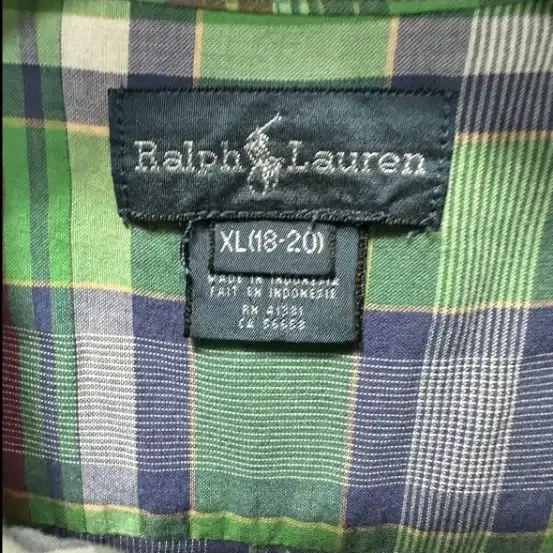 Ralph Lauren
XL(18-20)
MADE IN INDONESIA
FAIT EN INDONESIE
RN 41381
CA 56658